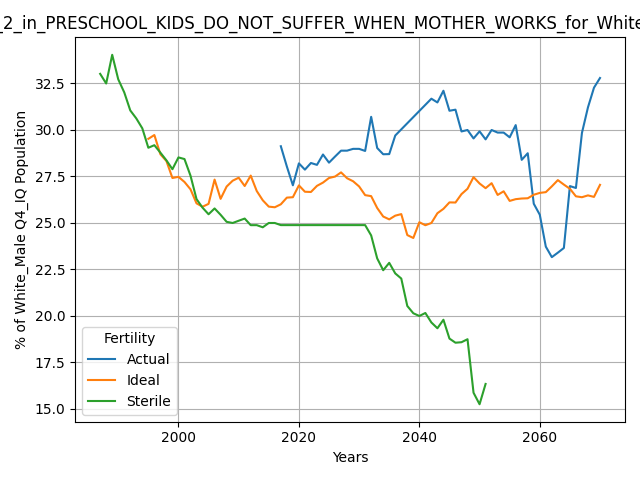 _2_in_PRESCHOOL_KIDS_DO_NOT_SUFFER_WHEN_MOTHER_WORKS_for_White
% of White_Male Q4_IQ Population
32.5
30.0
27.5
25.0
22.5
20.0
17.5
15.0
Fertility
Actual
Ideal
Sterile
2000
2020
2040
2060
Years